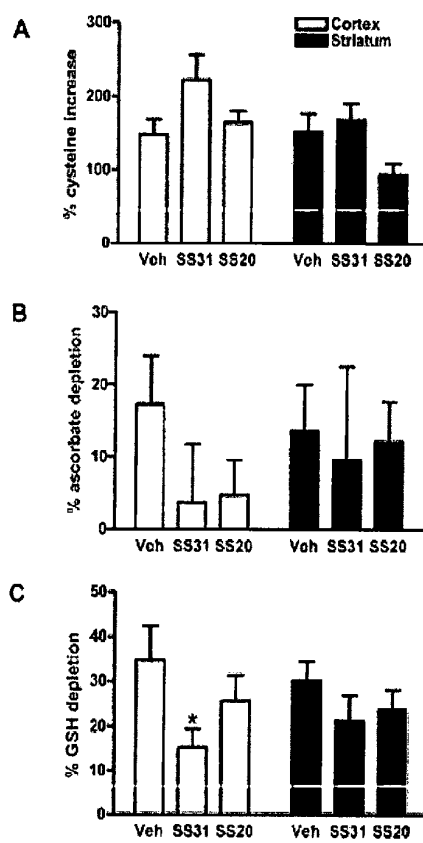 A
Cortex
Striatum
% cysteine increase
300
200
100
0
Veh SS31 SS20 Veh SS31 SS20
B
% ascorbate depletion
30
20
10
0
Veh SS31 SS20 Veh SS31 SS20
C
% GSH depletion
50
40
30
20
10
0
*
Veh SS31 SS20 Veh SS31 SS20